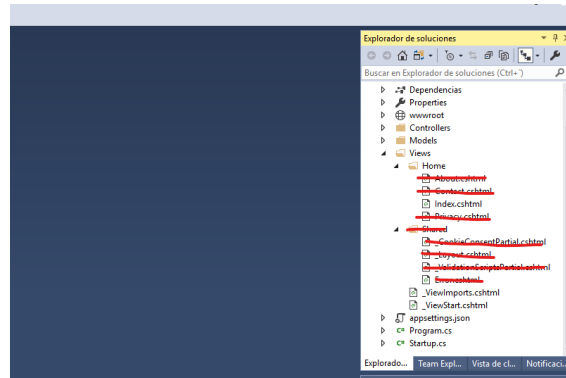 Explorador de soluciones
Buscar en Explorador de soluciones (Ctrl+´)
Dependencias
Properties
wwwroot
Controllers
Models
Views
Home
About.cshtml
Contact.cshtml
Index.cshtml
Privacy.cshtml
Shared
_CookieConsentPartial.cshtml
_Layout.cshtml
_ValidationScriptsPartial.cshtml
Error.cshtml
_ViewImports.cshtml
_ViewStart.cshtml
appsettings.json
C# Program.cs
C# Startup.cs
Explorado... Team Expl... Vista de cl... Notificaci...